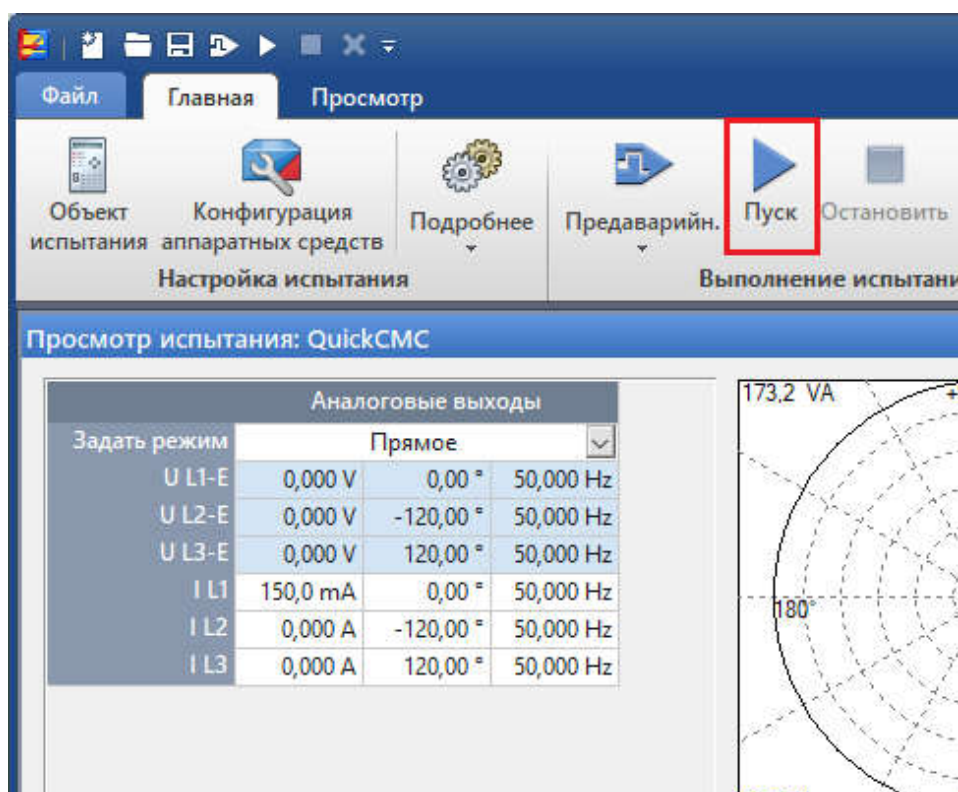 Файл Главная Просмотр
Объект испытания
Конфигурация аппаратных средств
Подробнее
Предаварийн.
Пуск
Остановить
Настройка испытания
Выполнение испытани
Просмотр испытания: QuickCMC
Аналоговые выходы
Задать режим Прямое
U L1-E 0,000 V 0,00 ° 50,000 Hz
U L2-E 0,000 V -120,00 ° 50,000 Hz
U L3-E 0,000 V 120,00 ° 50,000 Hz
I L1 150,0 mA 0,00 ° 50,000 Hz
I L2 0,000 A -120,00 ° 50,000 Hz
I L3 0,000 A 120,00 ° 50,000 Hz
173,2 VA +
180°